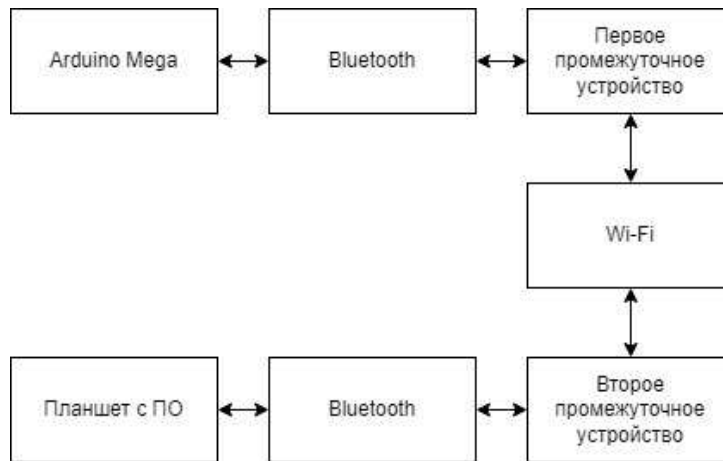 Arduino Mega
Bluetooth
Первое
промежуточное
устройство
Wi-Fi
Планшет с ПО
Bluetooth
Второе
промежуточное
устройство